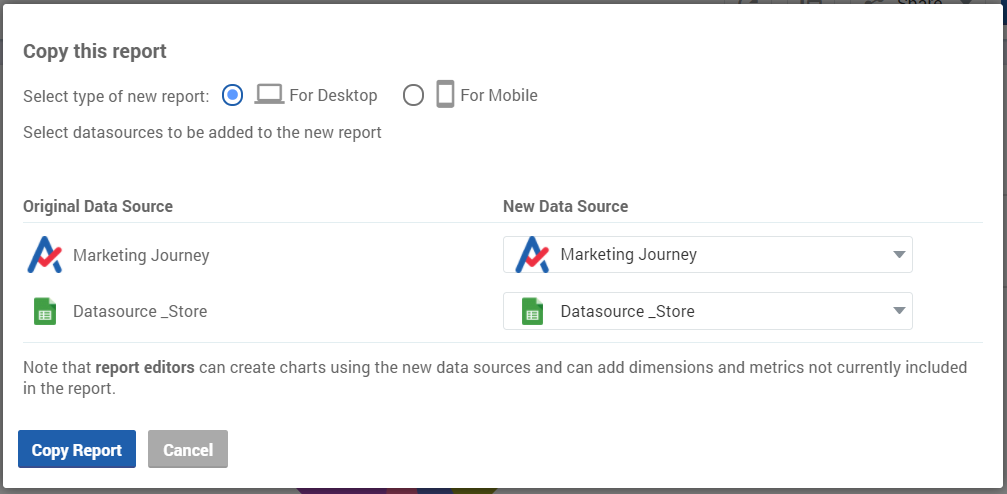 Share
Copy this report
Select type of new report: For Desktop For Mobile
Select datasources to be added to the new report
Original Data Source New Data Source
Marketing Journey Marketing Journey
Datasource _Store Datasource _Store
Note that report editors can create charts using the new data sources and can add dimensions and metrics not currently included
in the report.
Copy Report Cancel